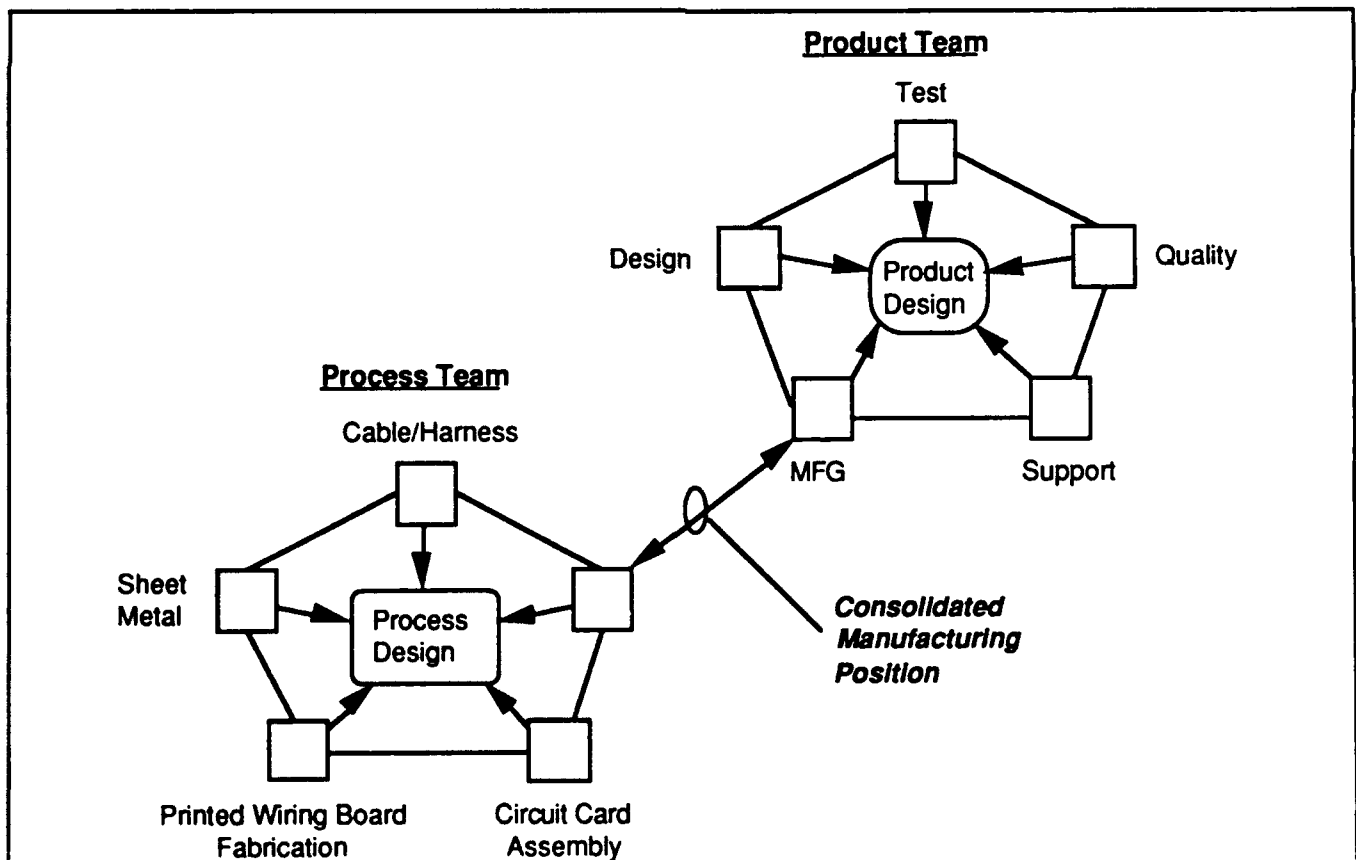 Product Team
Test
Design
Product
Design
Quality
Process Team
Cable/Harness
MFG
Support
Sheet
Metal
Process
Design
Consolidated
Manufacturing
Position
Printed Wiring Board
Fabrication
Circuit Card
Assembly